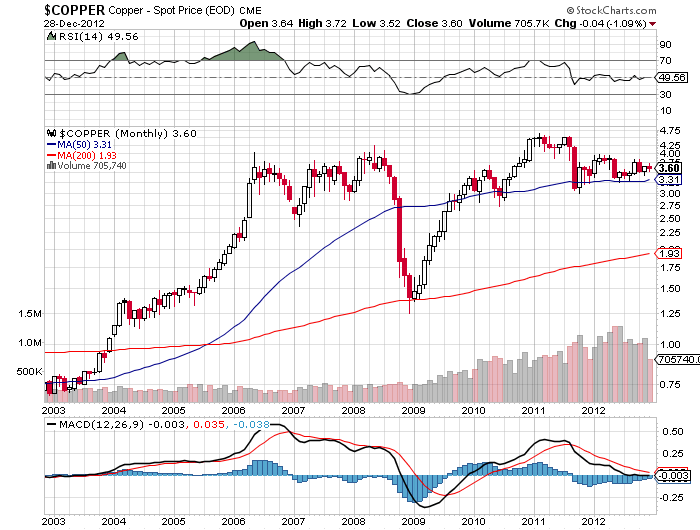 $COPPER Copper - Spot Price (EOD) CME
© StockCharts.com
28-Dec-2012
Open 3.64 High 3.72 Low 3.52 Close 3.60 Volume 705.7K Chg -0.04 (-1.09%)
RSI(14) 49.56
90
70
49.56
30
10
$COPPER (Monthly) 3.60
MA(50) 3.31
MA(200) 1.93
Volume 705,740
4.75
4.25
4.00
3.60
3.31
3.00
2.75
2.50
2.25
2.00
1.93
1.75
1.50
1.25
1.00
0.75
1.5M
1.0M
500K
705740.0
2003 2004 2005 2006 2007 2008 2009 2010 2011 2012
MACD(12,26,9) -0.003, 0.035, -0.038
0.50
0.25
-0.003
-0.25
2003 2004 2005 2006 2007 2008 2009 2010 2011 2012